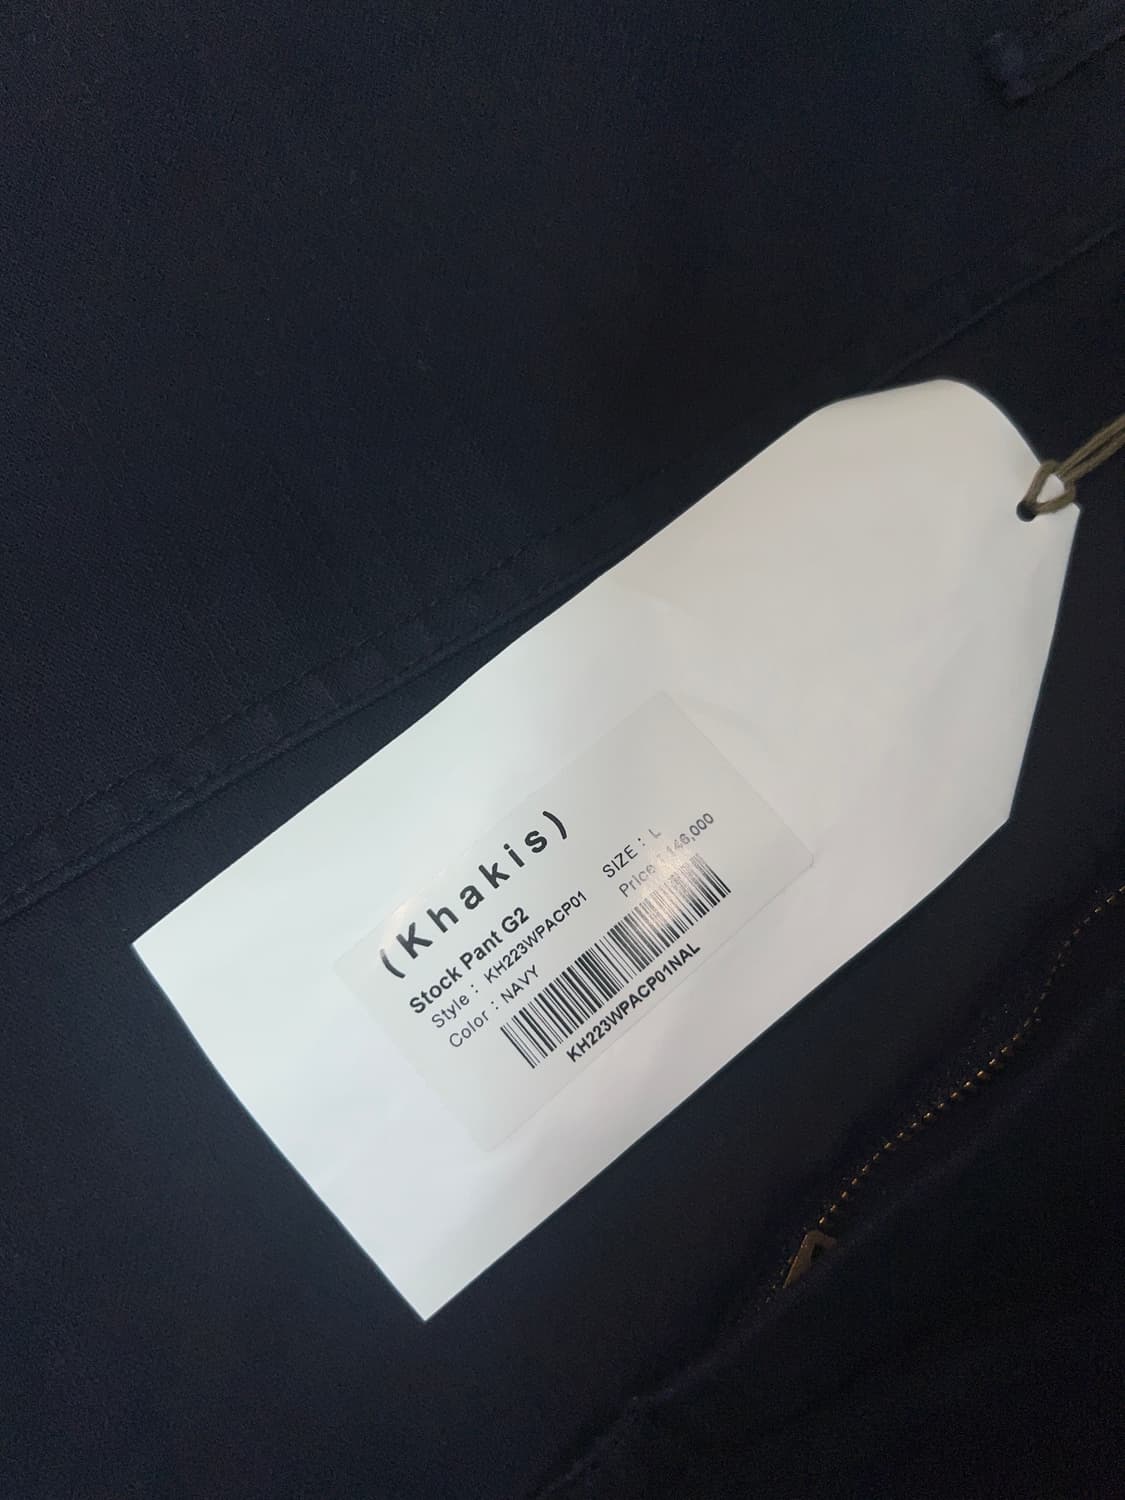 (Khakis)
Stock Pant G2
Style : KH223WPACP01
SIZE : L
Color : NAVY
Price : 146,000
KH223WPACP01NAL